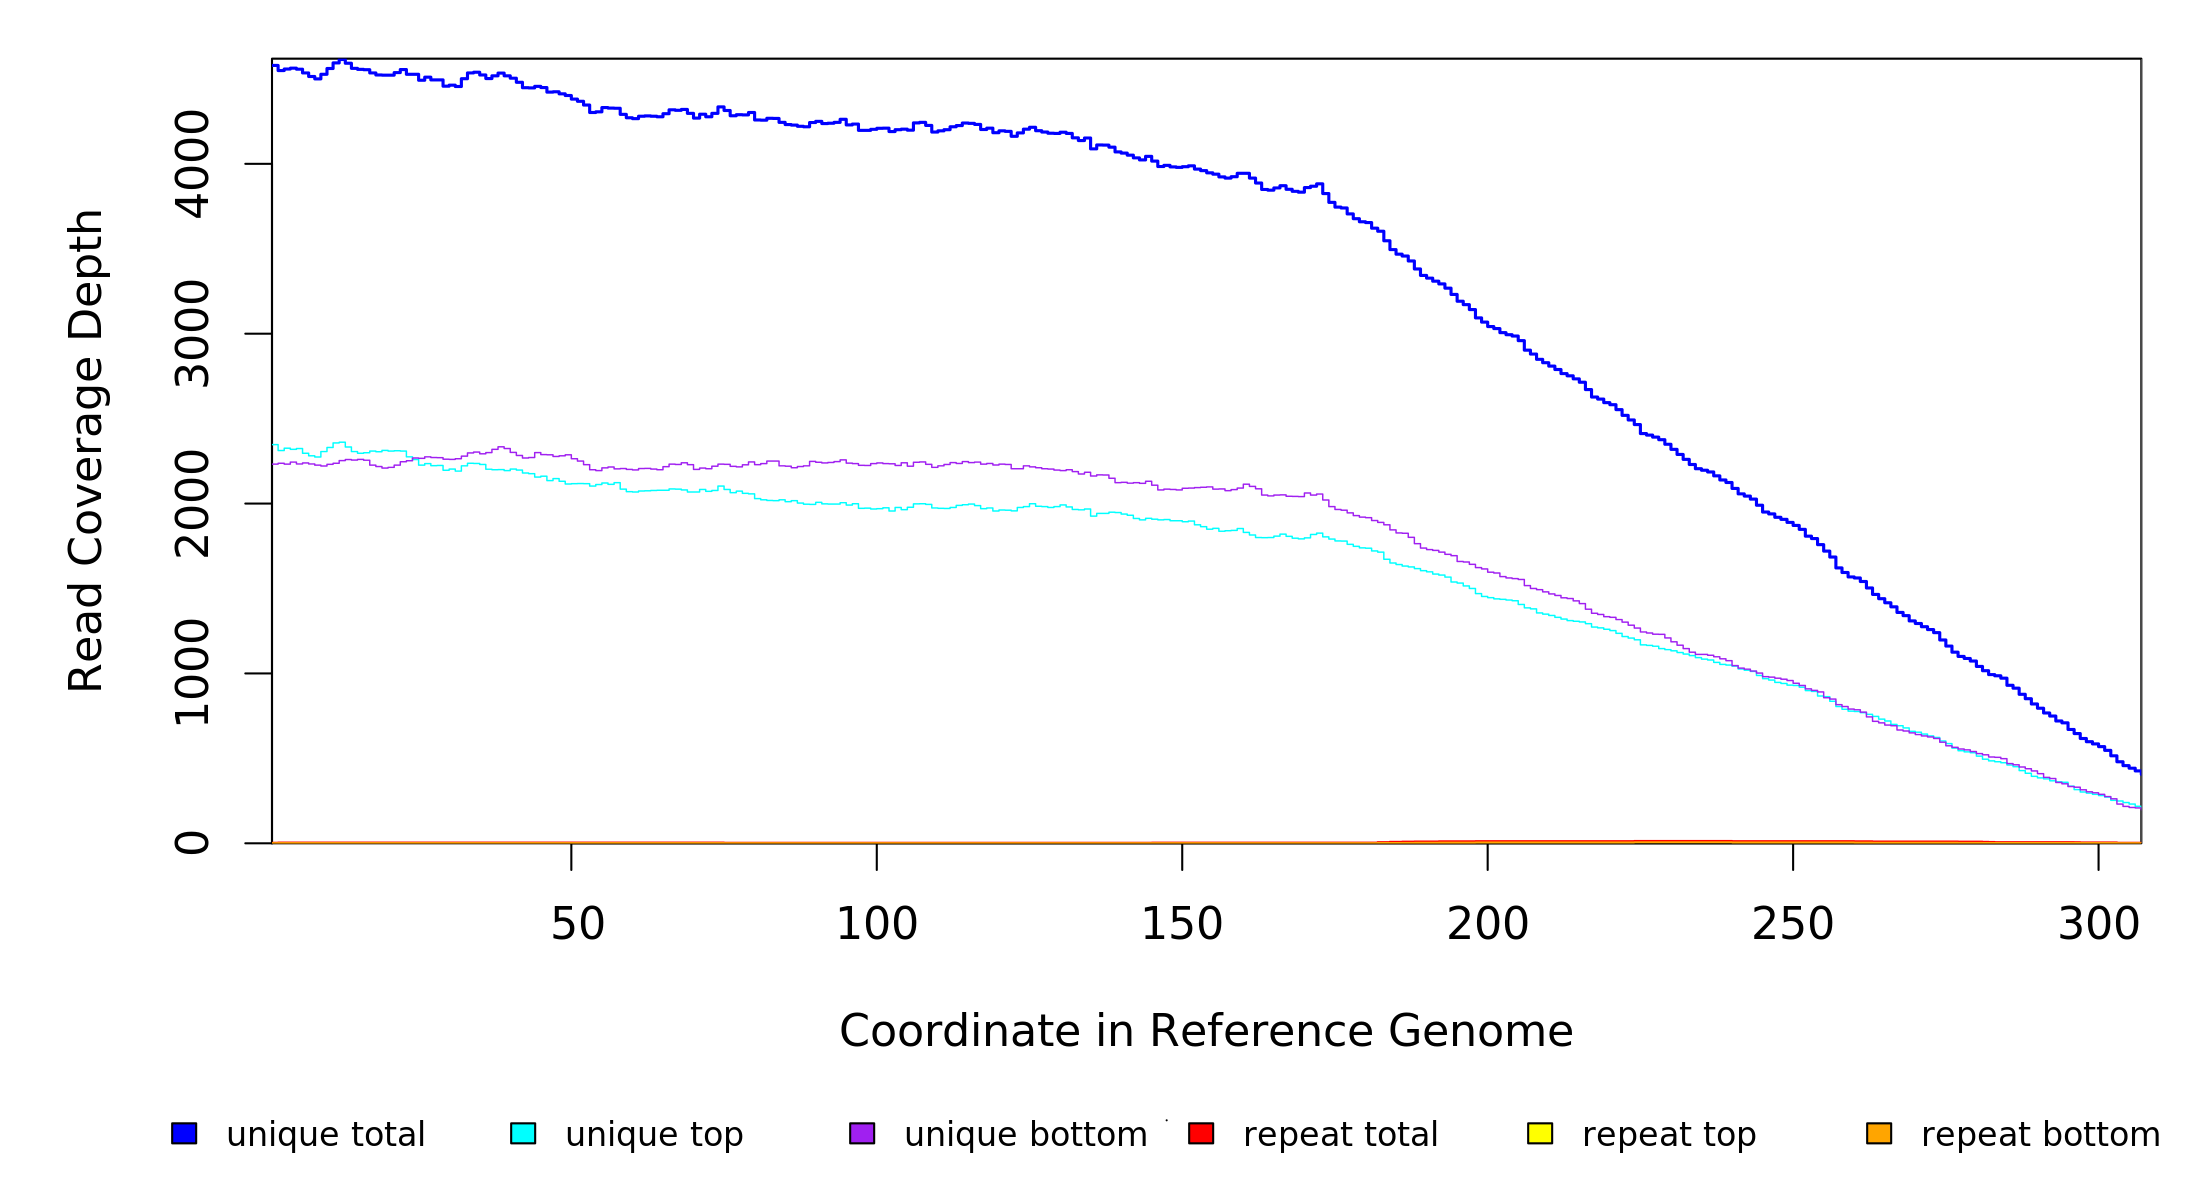 Read Coverage Depth
4000
3000
2000
1000
0
50 100 150 200 250 300
Coordinate in Reference Genome
unique total unique top unique bottom repeat total repeat top repeat bottom